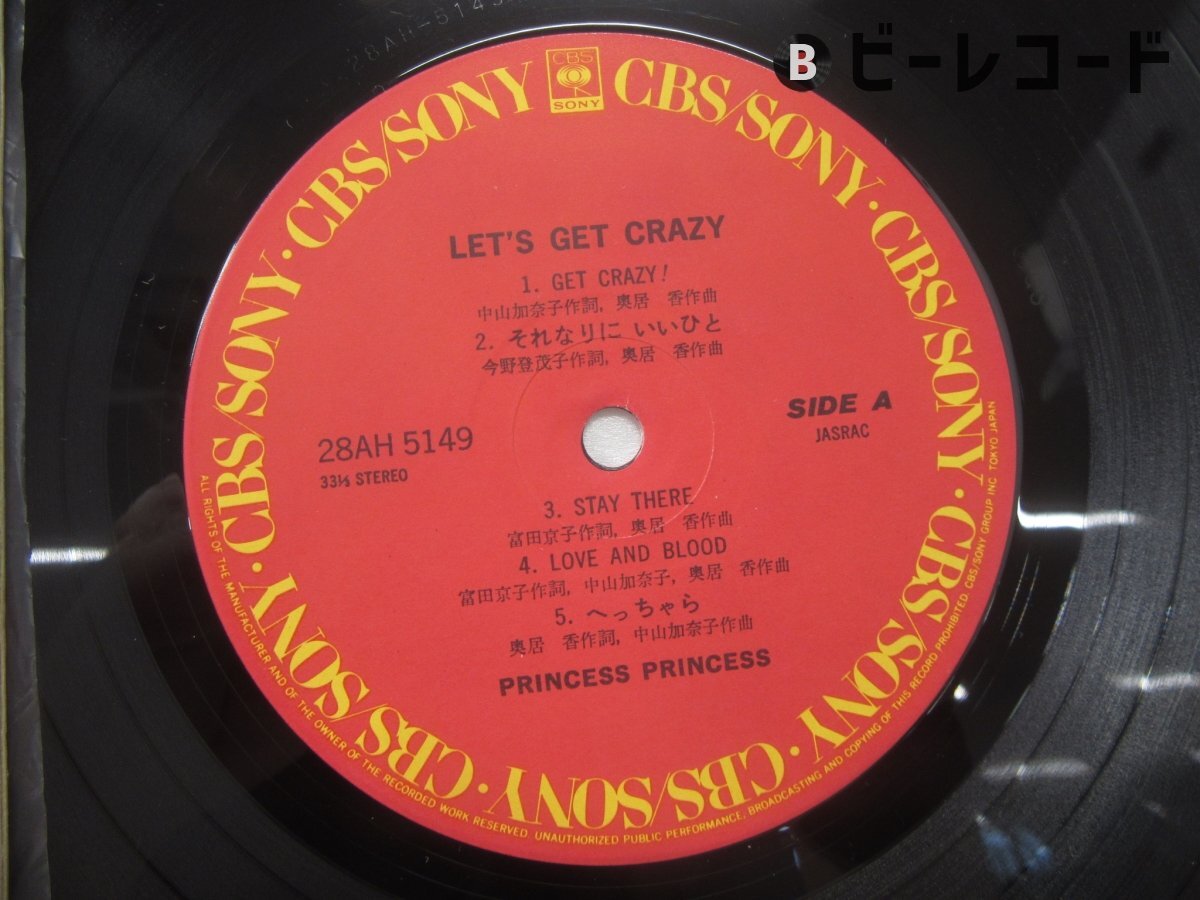 28AH-5149
B ビーレコード
CBS
SONY
CBS/SONY · CBS/SONY · CBS/SONY · CBS/SONY · CBS/SONY · CBS/SONY · CBS/SONY · CBS/SONY
LET'S GET CRAZY
1. GET CRAZY!
中山加奈子作詞, 奥居 香作曲
2. それなりに いいひと
今野登茂子作詞, 奥居 香作曲
28AH 5149
33⅓ STEREO
SIDE A
JASRAC
3. STAY THERE
富田京子作詞, 奥居 香作曲
4. LOVE AND BLOOD
富田京子作詞, 中山加奈子, 奥居 香作曲
5. へっちゃら
奥居 香作詞, 中山加奈子作曲
PRINCESS PRINCESS
ALL RIGHTS OF THE MANUFACTURER AND OF THE OWNER OF THE RECORDED WORK RESERVED. UNAUTHORIZED PUBLIC PERFORMANCE, BROADCASTING AND COPYING OF THIS RECORD PROHIBITED. CBS/SONY GROUP INC. TOKYO JAPAN